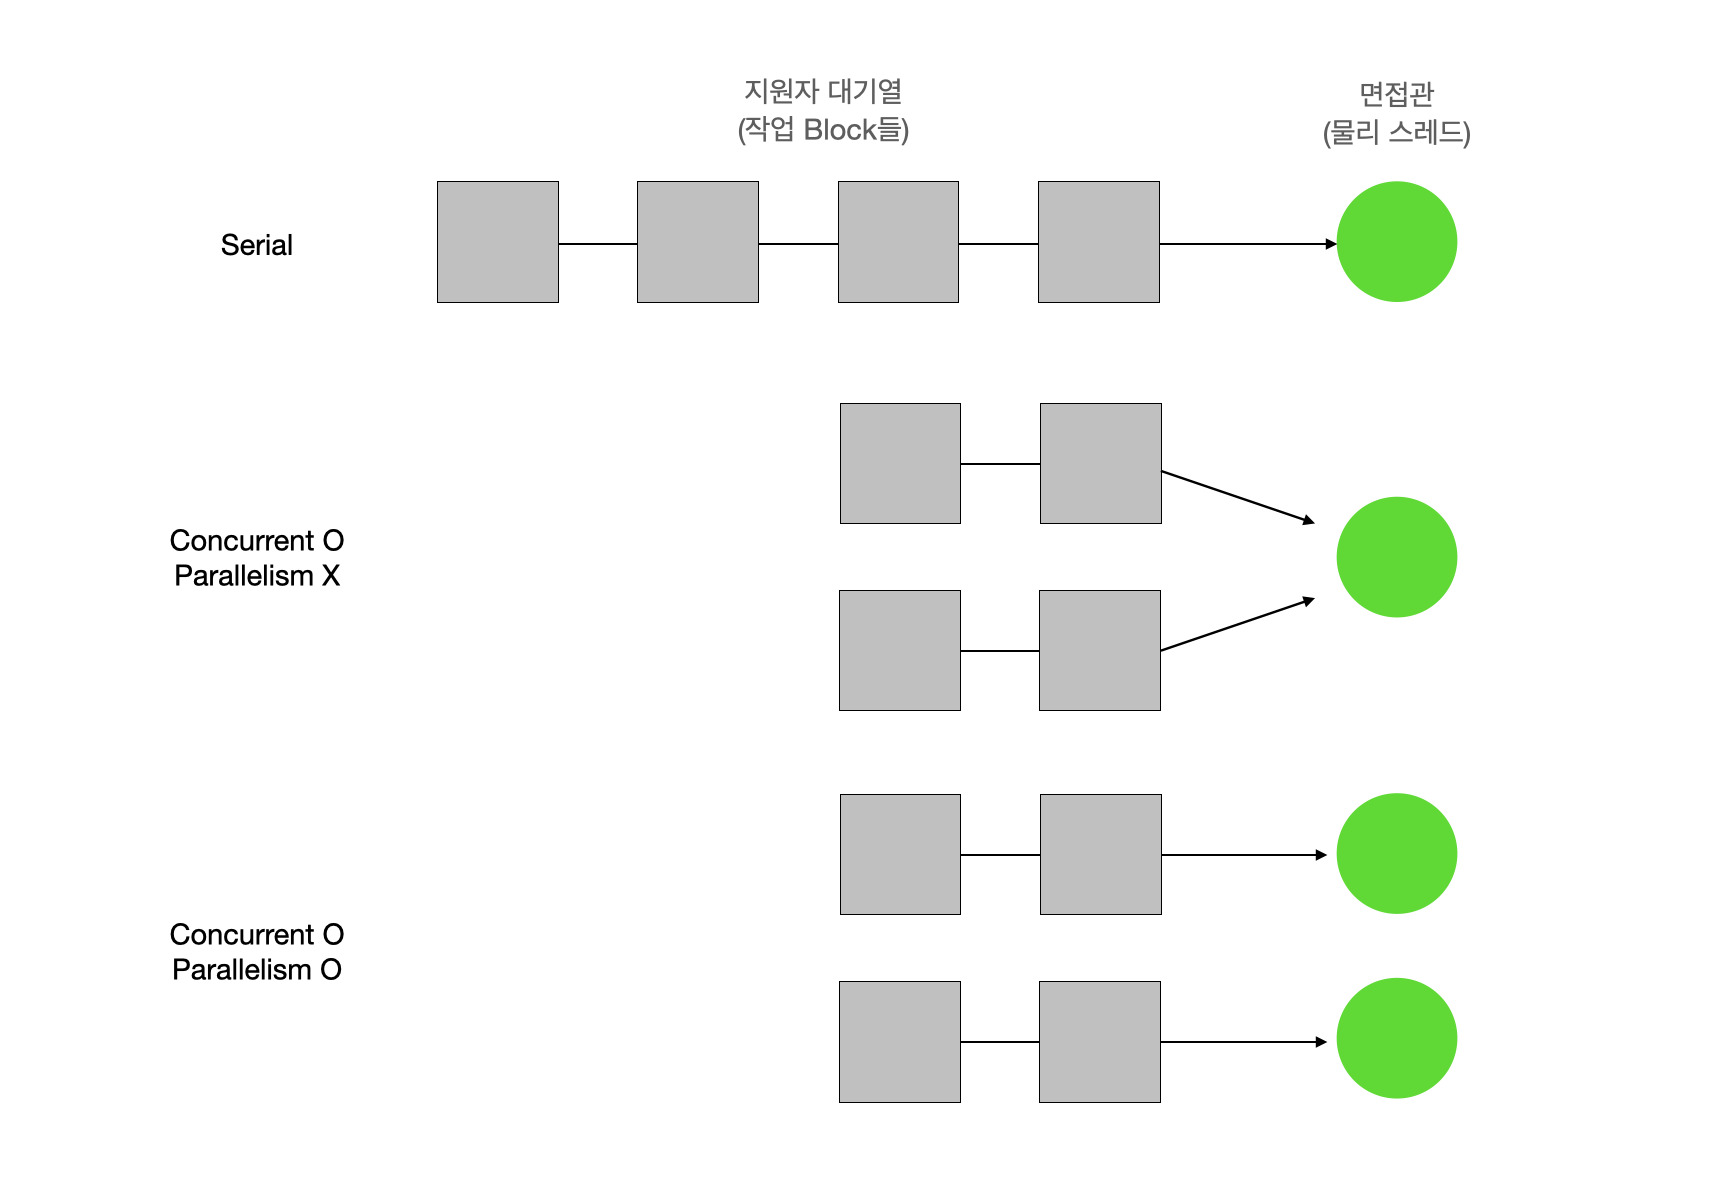 지원자 대기열
(작업 Block들)
면접관
(물리 스레드)
Serial
Concurrent O
Parallelism X
Concurrent O
Parallelism O